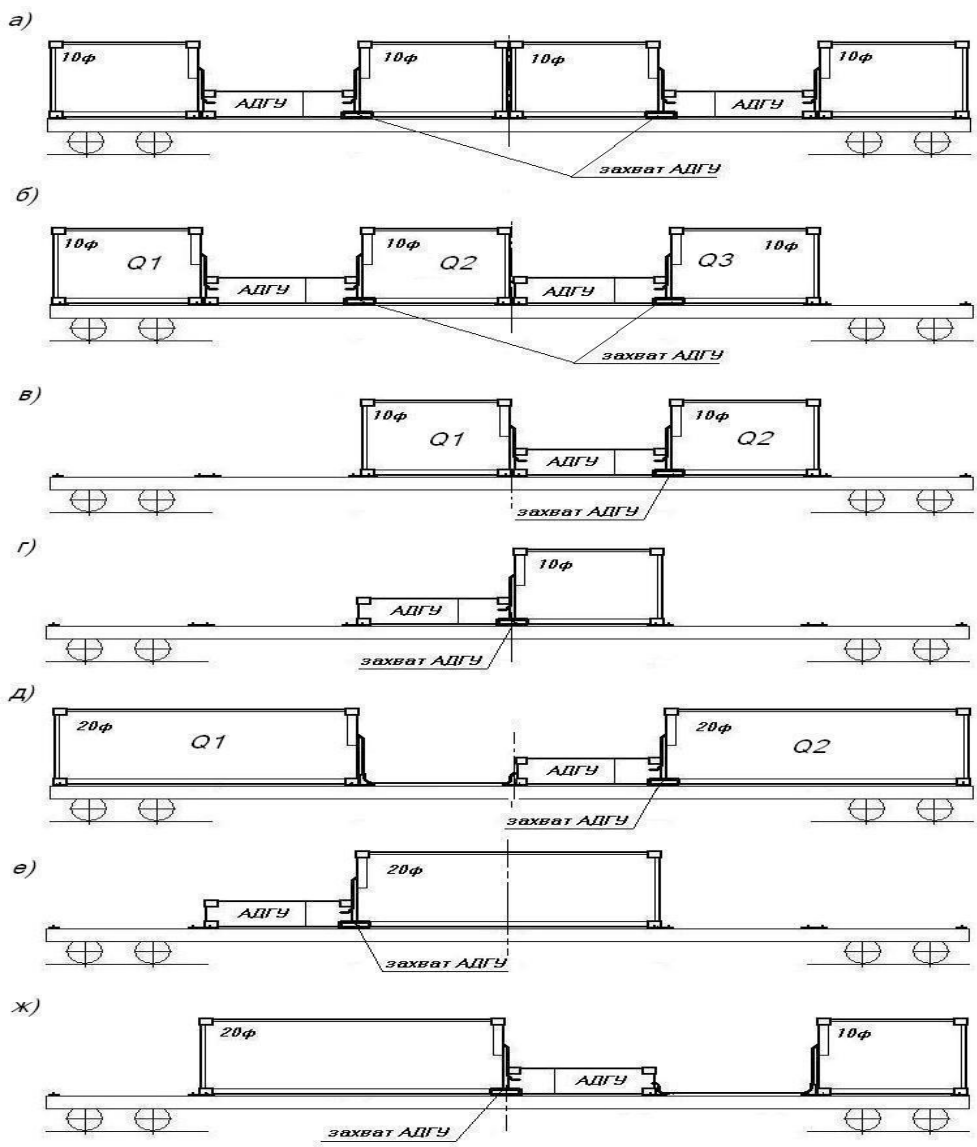 а)
10ф 10ф 10ф 10ф
АДГУ АДГУ
захват АДГУ
б)
10ф Q1 10ф Q2 Q3 10ф
АДГУ АДГУ
захват АДГУ
в)
10ф Q1 10ф Q2
АДГУ
захват АДГУ
г)
10ф
АДГУ
захват АДГУ
д)
20ф Q1 20ф Q2
АДГУ
захват АДГУ
е)
20ф
АДГУ
захват АДГУ
ж)
20ф 10ф
АДГУ
захват АДГУ